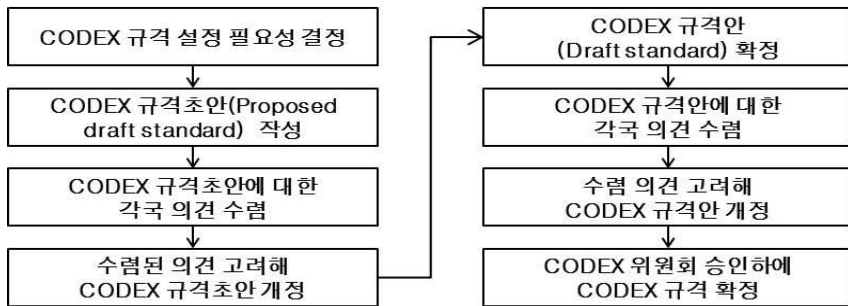 CODEX 규격 설정 필요성 결정
CODEX 규격초안(Proposed
draft standard) 작성
CODEX 규격초안에 대한
각국 의견 수렴
수렴된 의견 고려해
CODEX 규격초안 개정
CODEX 규격안
(Draft standard) 확정
CODEX 규격안에 대한
각국 의견 수렴
수렴 의견 고려해
CODEX 규격안 개정
CODEX 위원회 승인하에
CODEX 규격 확정